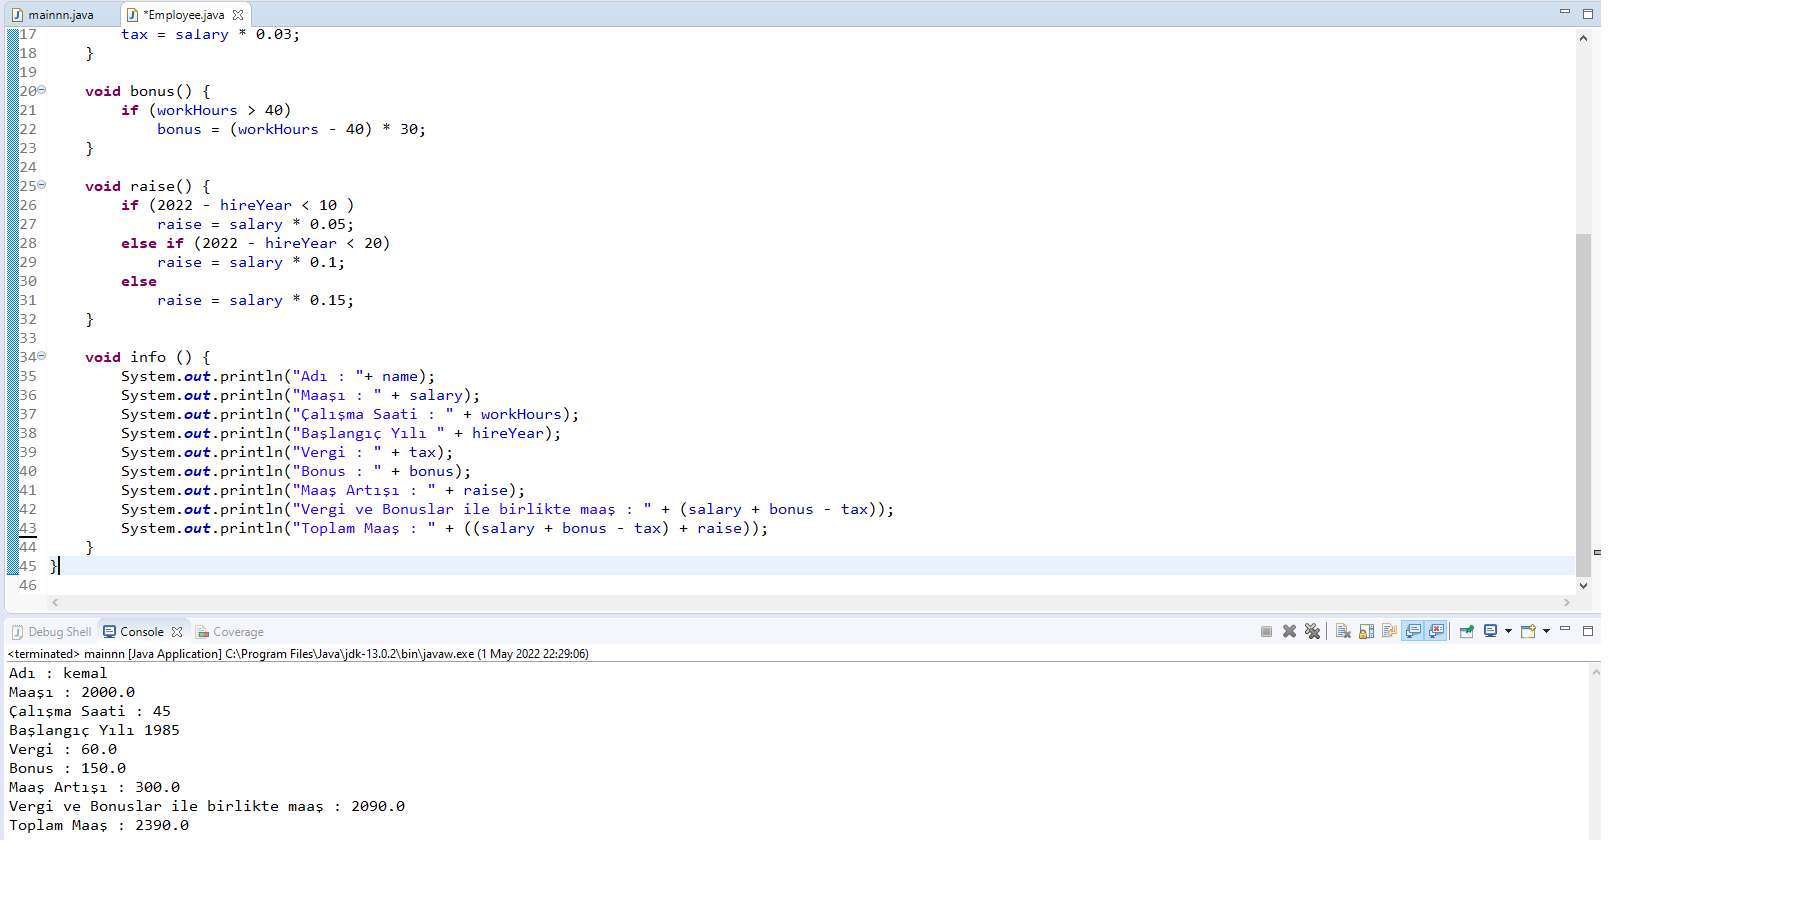 mainnn.java *Employee.java
17 tax = salary * 0.03;
18 }
19
20 void bonus() {
21 if (workHours > 40)
22 bonus = (workHours - 40) * 30;
23 }
24
25 void raise() {
26 if (2022 - hireYear < 10 )
27 raise = salary * 0.05;
28 else if (2022 - hireYear < 20)
29 raise = salary * 0.1;
30 else
31 raise = salary * 0.15;
32 }
33
34 void info () {
35 System.out.println("Adı : "+ name);
36 System.out.println("Maaşı : " + salary);
37 System.out.println("Çalışma Saati : " + workHours);
38 System.out.println("Başlangıç Yılı " + hireYear);
39 System.out.println("Vergi : " + tax);
40 System.out.println("Bonus : " + bonus);
41 System.out.println("Maaş Artışı : " + raise);
42 System.out.println("Vergi ve Bonuslar ile birlikte maaş : " + (salary + bonus - tax));
43 System.out.println("Toplam Maaş : " + ((salary + bonus - tax) + raise));
44 }
45 }
46
Debug Shell Console Coverage
<terminated> mainnn [Java Application] C:\Program Files\Java\jdk-13.0.2\bin\javaw.exe (1 May 2022 22:29:06)
Adı : kemal
Maaşı : 2000.0
Çalışma Saati : 45
Başlangıç Yılı 1985
Vergi : 60.0
Bonus : 150.0
Maaş Artışı : 300.0
Vergi ve Bonuslar ile birlikte maaş : 2090.0
Toplam Maaş : 2390.0